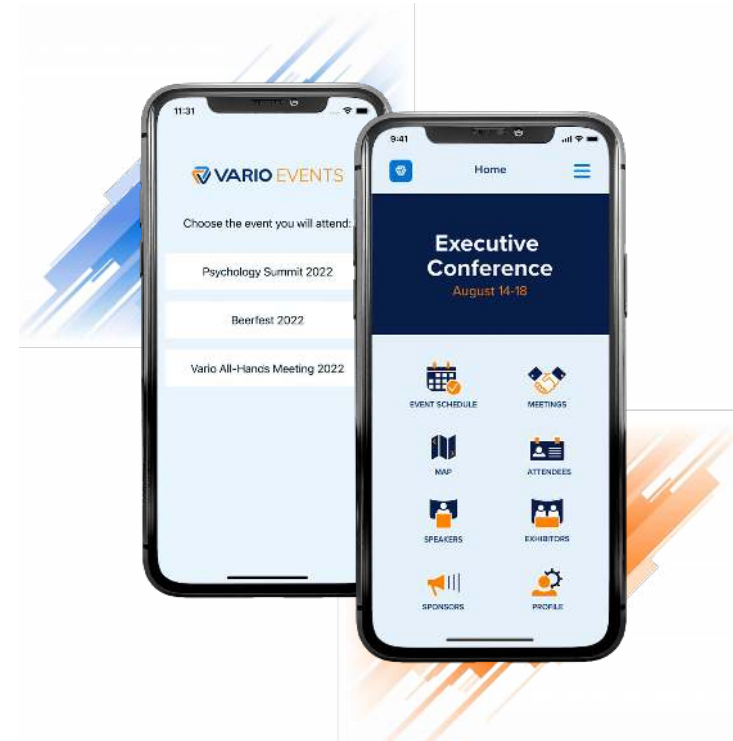 11:31
VARIO EVENTS
Choose the event you will attend:
Psychology Summit 2022
Beerfest 2022
Vario All-Hands Meeting 2022
9:41
Home
Executive
Conference
August 14-18
EVENT SCHEDULE
MEETINGS
MAP
ATTENDEES
SPEAKERS
EXHIBITORS
SPONSORS
PROFILE